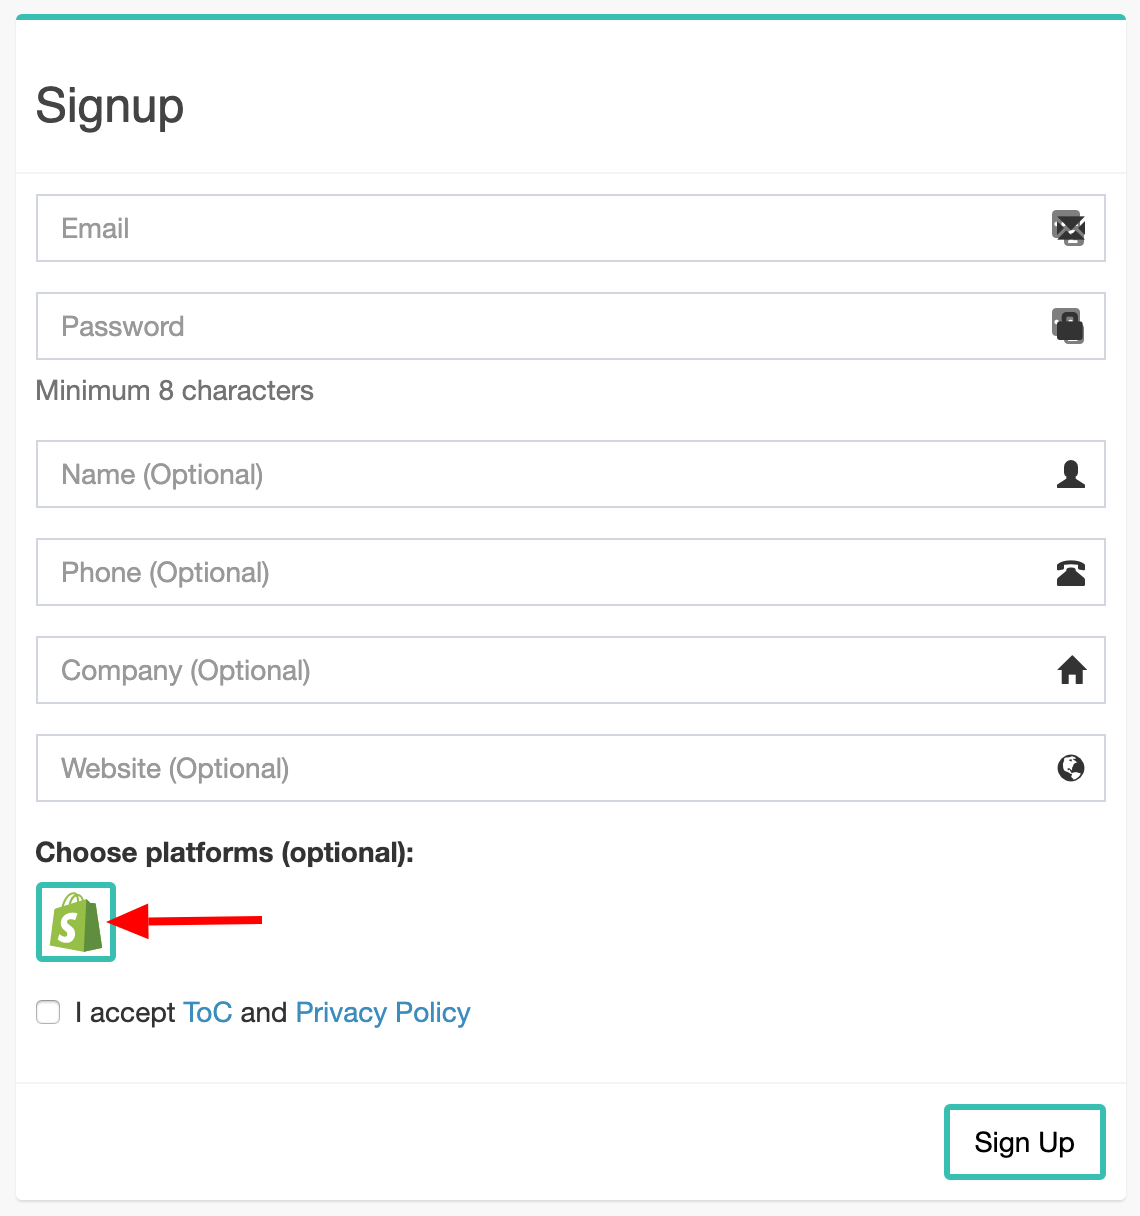 Signup
Email
Password
Minimum 8 characters
Name (Optional)
Phone (Optional)
Company (Optional)
Website (Optional)
Choose platforms (optional):
S
I accept ToC and Privacy Policy
Sign Up